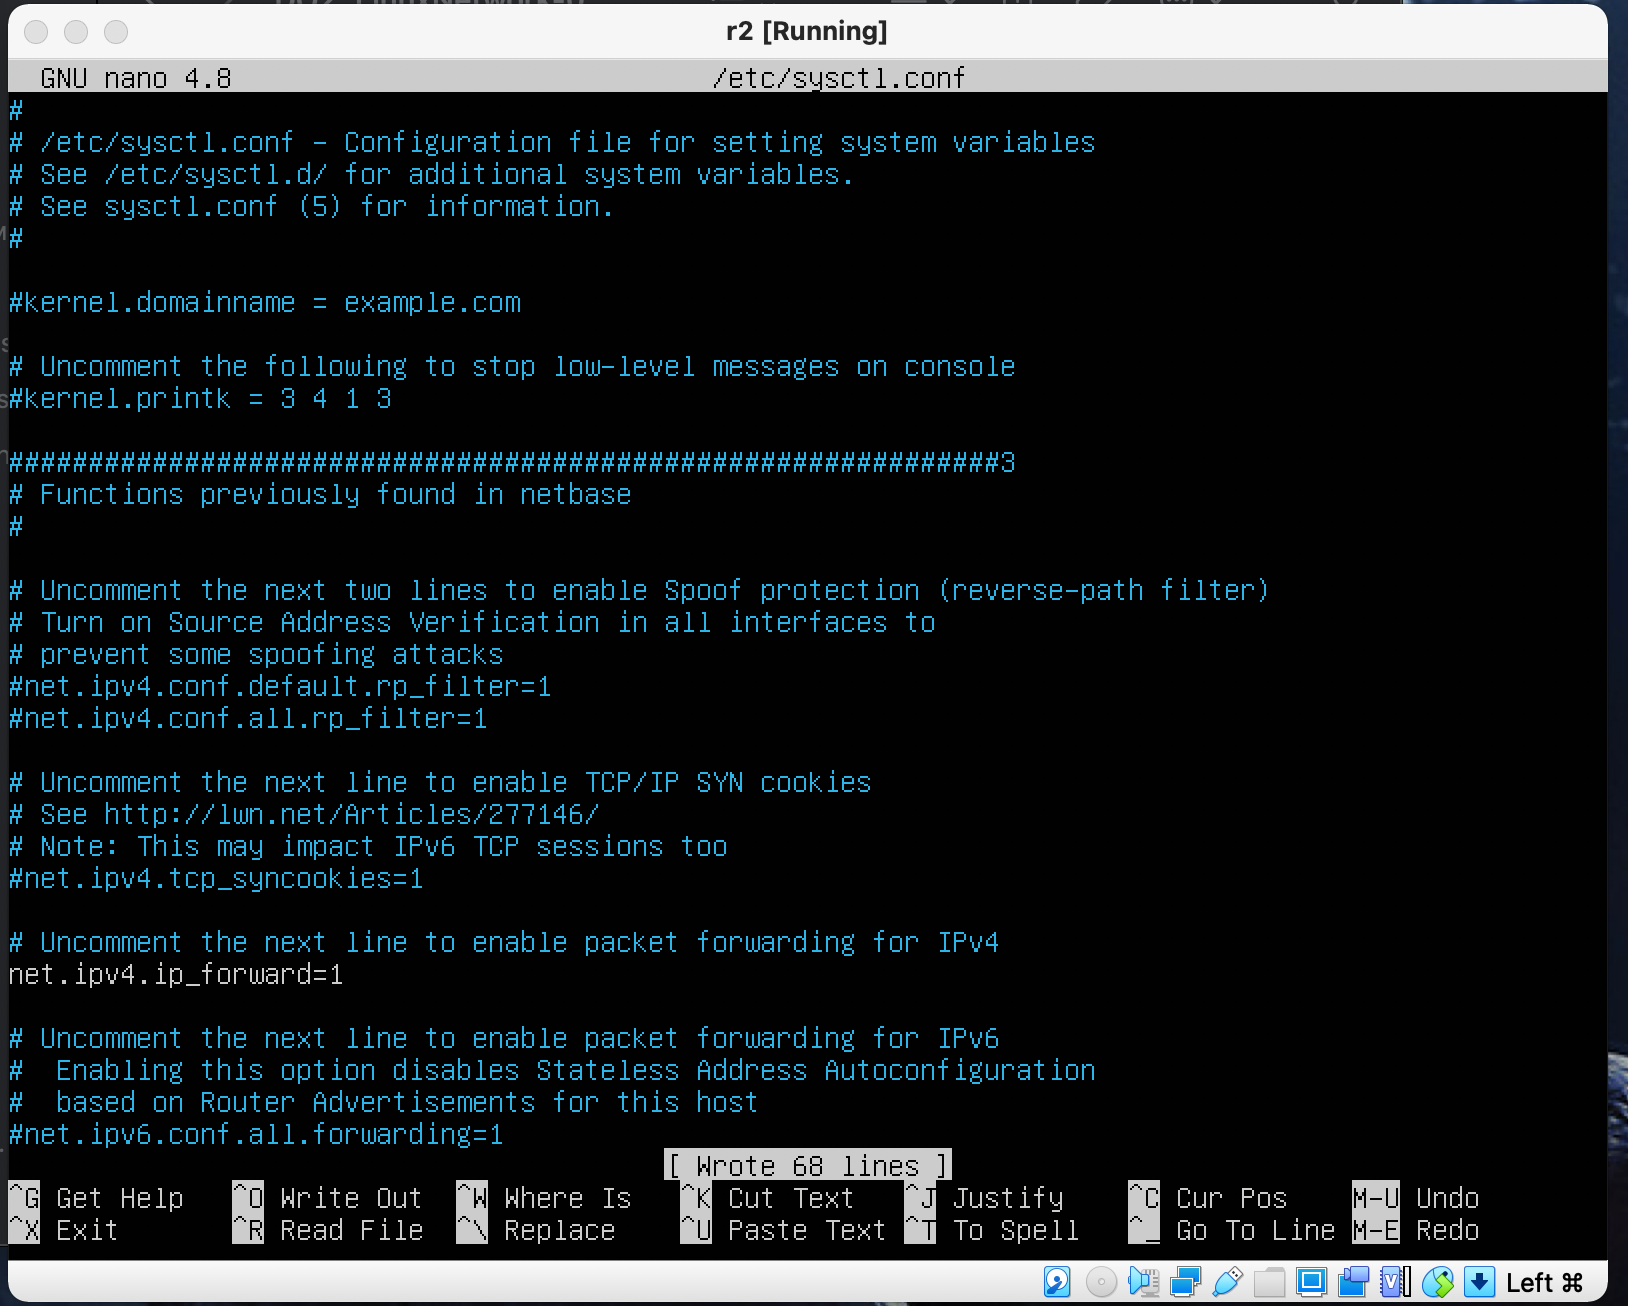 r2 [Running]
GNU nano 4.8 /etc/sysctl.conf
#
# /etc/sysctl.conf - Configuration file for setting system variables
# See /etc/sysctl.d/ for additional system variables.
# See sysctl.conf (5) for information.
#
#kernel.domainname = example.com
# Uncomment the following to stop low-level messages on console
#kernel.printk = 3 4 1 3
##############################################################3
# Functions previously found in netbase
#
# Uncomment the next two lines to enable Spoof protection (reverse-path filter)
# Turn on Source Address Verification in all interfaces to
# prevent some spoofing attacks
#net.ipv4.conf.default.rp_filter=1
#net.ipv4.conf.all.rp_filter=1
# Uncomment the next line to enable TCP/IP SYN cookies
# See http://lwn.net/Articles/277146/
# Note: This may impact IPv6 TCP sessions too
#net.ipv4.tcp_syncookies=1
# Uncomment the next line to enable packet forwarding for IPv4
net.ipv4.ip_forward=1
# Uncomment the next line to enable packet forwarding for IPv6
#  Enabling this option disables Stateless Address Autoconfiguration
#  based on Router Advertisements for this host
#net.ipv6.conf.all.forwarding=1
[ Wrote 68 lines ]
^G Get Help ^O Write Out ^W Where Is ^K Cut Text ^J Justify ^C Cur Pos M-U Undo
^X Exit ^R Read File ^\ Replace ^U Paste Text ^T To Spell ^_ Go To Line M-E Redo
Left ⌘